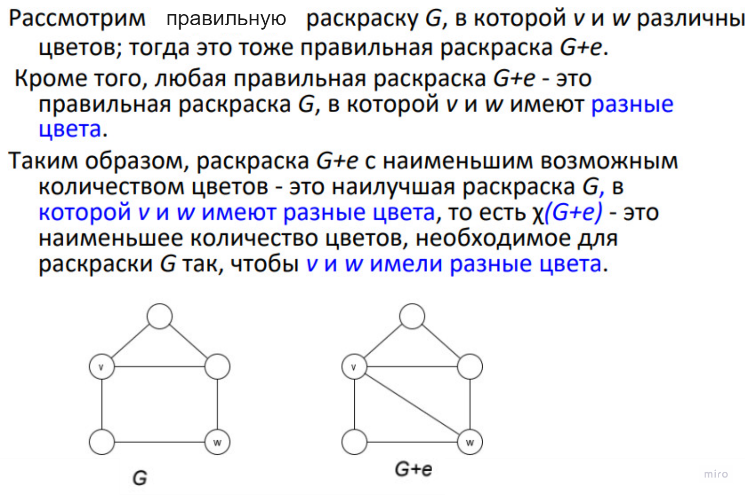 Рассмотрим правильную раскраску G, в которой v и w различны
цветов; тогда это тоже правильная раскраска G+e.
Кроме того, любая правильная раскраска G+e - это
правильная раскраска G, в которой v и w имеют разные
цвета.
Таким образом, раскраска G+e с наименьшим возможным
количеством цветов - это наилучшая раскраска G, в
которой v и w имеют разные цвета, то есть χ(G+e) - это
наименьшее количество цветов, необходимое для
раскраски G так, чтобы v и w имели разные цвета.
v
v
w
w
G
G+e
miro